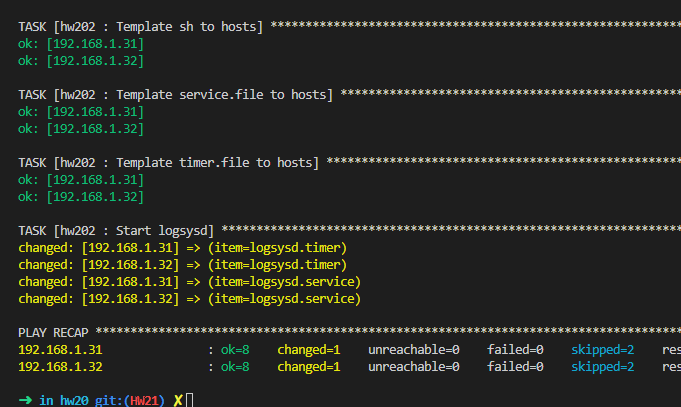 TASK [hw202 : Template sh to hosts] ***********************************************************
ok: [192.168.1.31]
ok: [192.168.1.32]
TASK [hw202 : Template service.file to hosts] *************************************************
ok: [192.168.1.31]
ok: [192.168.1.32]
TASK [hw202 : Template timer.file to hosts] ***************************************************
ok: [192.168.1.31]
ok: [192.168.1.32]
TASK [hw202 : Start logsysd] ******************************************************************
changed: [192.168.1.31] => (item=logsysd.timer)
changed: [192.168.1.32] => (item=logsysd.timer)
changed: [192.168.1.31] => (item=logsysd.service)
changed: [192.168.1.32] => (item=logsysd.service)
PLAY RECAP ************************************************************************************
192.168.1.31 : ok=8 changed=1 unreachable=0 failed=0 skipped=2 res
192.168.1.32 : ok=8 changed=1 unreachable=0 failed=0 skipped=2 res
➜ in hw20 git:(HW21) ✗